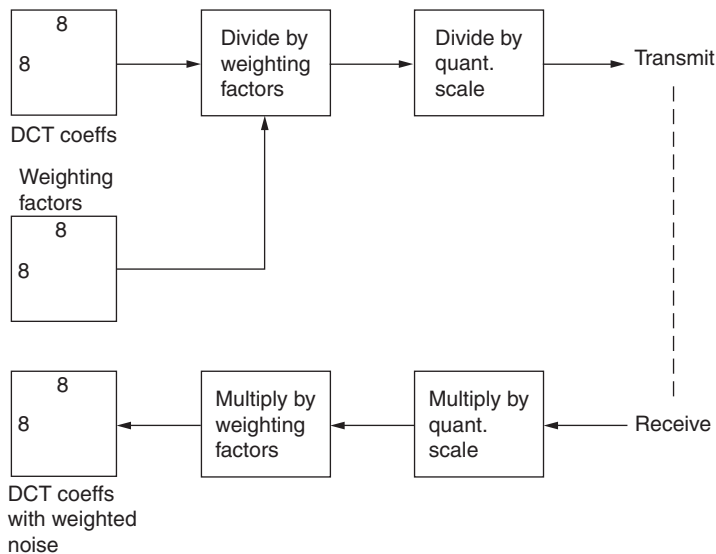 8
8
DCT coeffs
Divide by
weighting
factors
Divide by
quant.
scale
Transmit
Weighting
factors
8
8
8
8
DCT coeffs
with weighted
noise
Multiply by
weighting
factors
Multiply by
quant.
scale
Receive